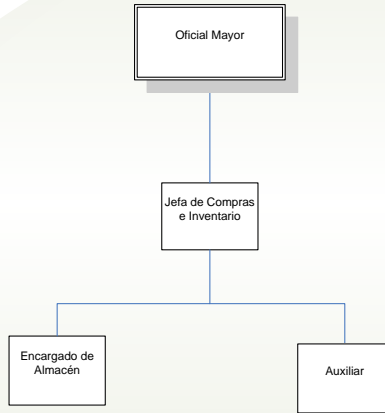 Oficial Mayor
Jefa de Compras
e Inventario
Encargado de
Almacén
Auxiliar